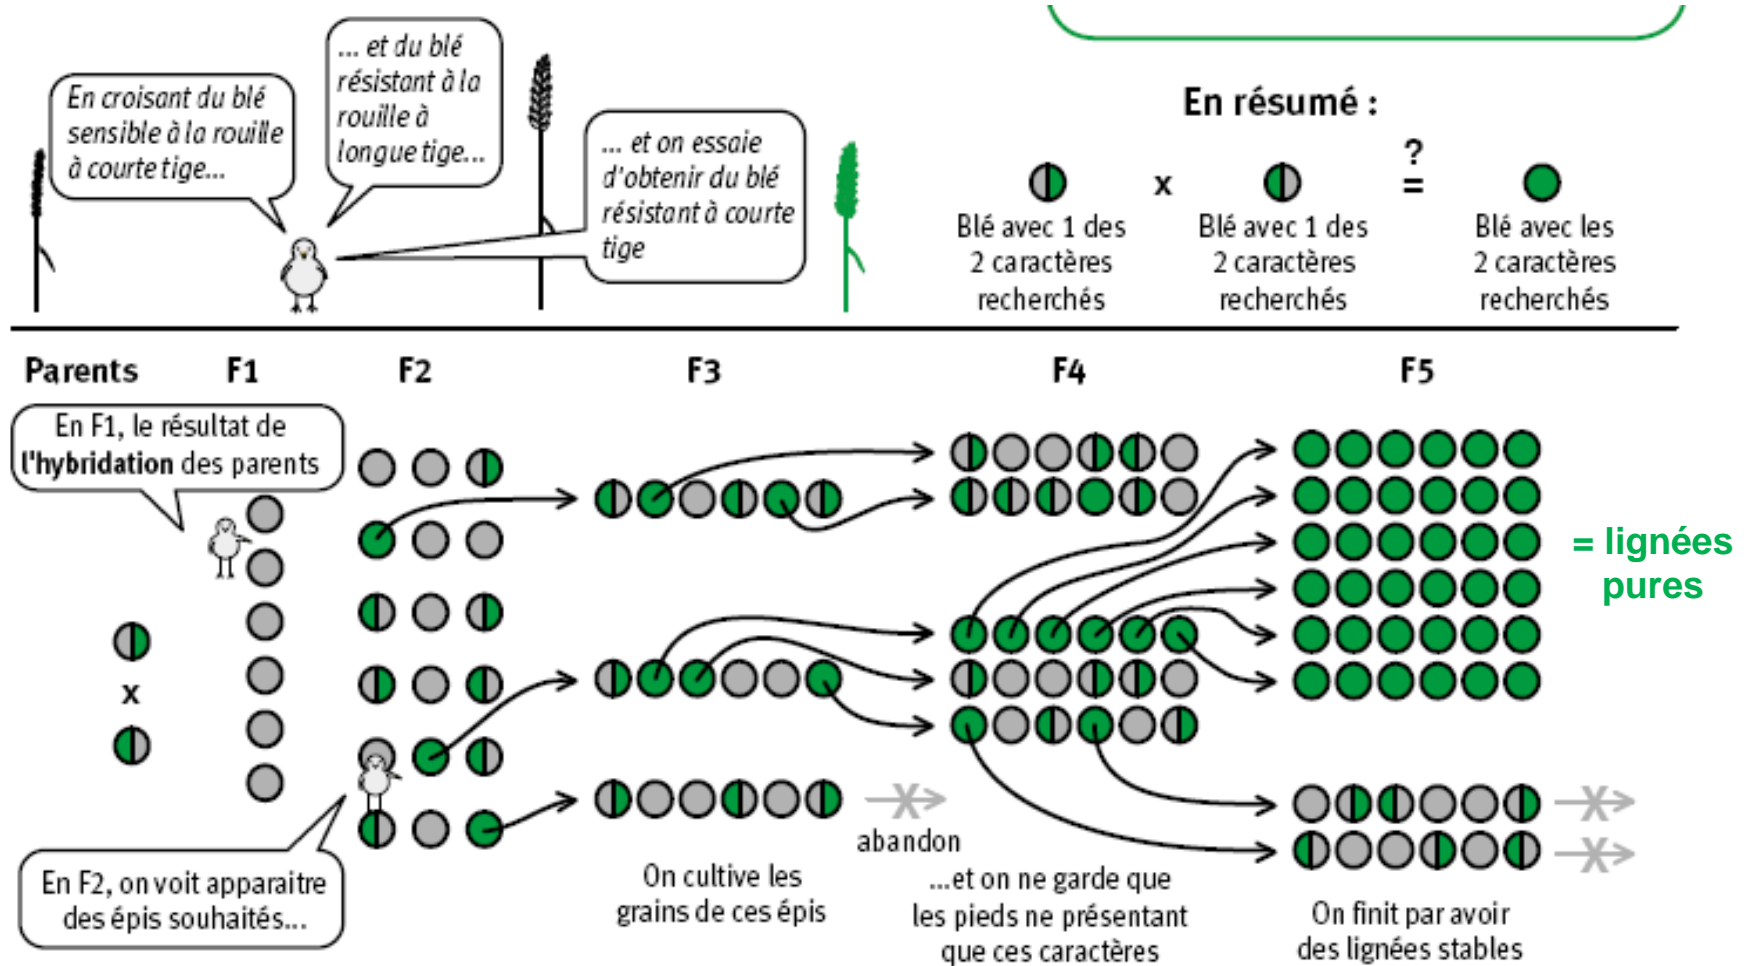 En croisant du blé
sensible à la rouille
à courte tige...
... et du blé
résistant à la
rouille à
longue tige...
... et on essaie
d'obtenir du blé
résistant à courte
tige
En résumé :
x
?
=
Blé avec 1 des
2 caractères
recherchés
Blé avec 1 des
2 caractères
recherchés
Blé avec les
2 caractères
recherchés
Parents
F1
F2
F3
F4
F5
En F1, le résultat de
l'hybridation des parents
x
= lignées
pures
En F2, on voit apparaitre
des épis souhaités...
On cultive les
grains de ces épis
X
abandon
...et on ne garde que
les pieds ne présentant
que ces caractères
X
X
On finit par avoir
des lignées stables